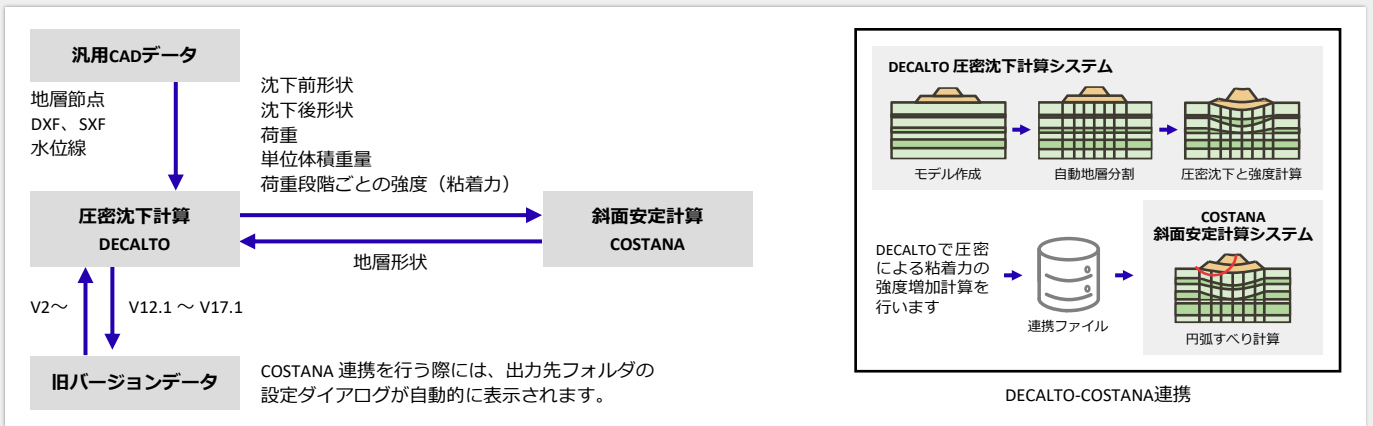 汎用CADデータ
地層節点
DXF、SXF
水位線
沈下前形状
沈下後形状
荷重
単位体積重量
荷重段階ごとの強度（粘着力）
圧密沈下計算
DECALTO
斜面安定計算
COSTANA
地層形状
V2～
V12.1 ～ V17.1
旧バージョンデータ
COSTANA 連携を行う際には、出力先フォルダの
設定ダイアログが自動的に表示されます。
DECALTO 圧密沈下計算システム
モデル作成
自動地層分割
圧密沈下と強度計算
DECALTOで圧密
による粘着力の
強度増加計算を
行います
連携ファイル
COSTANA
斜面安定計算システム
円弧すべり計算
DECALTO-COSTANA連携